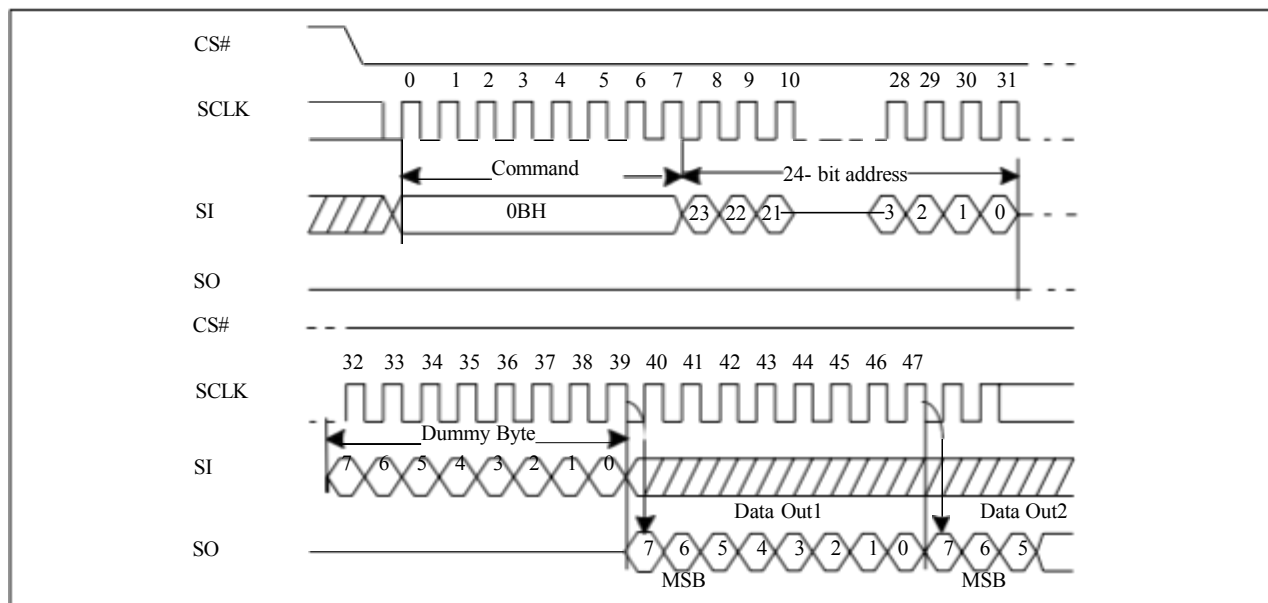 CS#
0 1 2 3 4 5 6 7 8 9 10 28 29 30 31
SCLK
Command 24- bit address
SI 0BH 23 22 21 3 2 1 0
SO
CS#
32 33 34 35 36 37 38 39 40 41 42 43 44 45 46 47
SCLK
Dummy Byte
SI 7 6 5 4 3 2 1 0
Data Out1 Data Out2
SO 7 6 5 4 3 2 1 0 7 6 5
MSB MSB